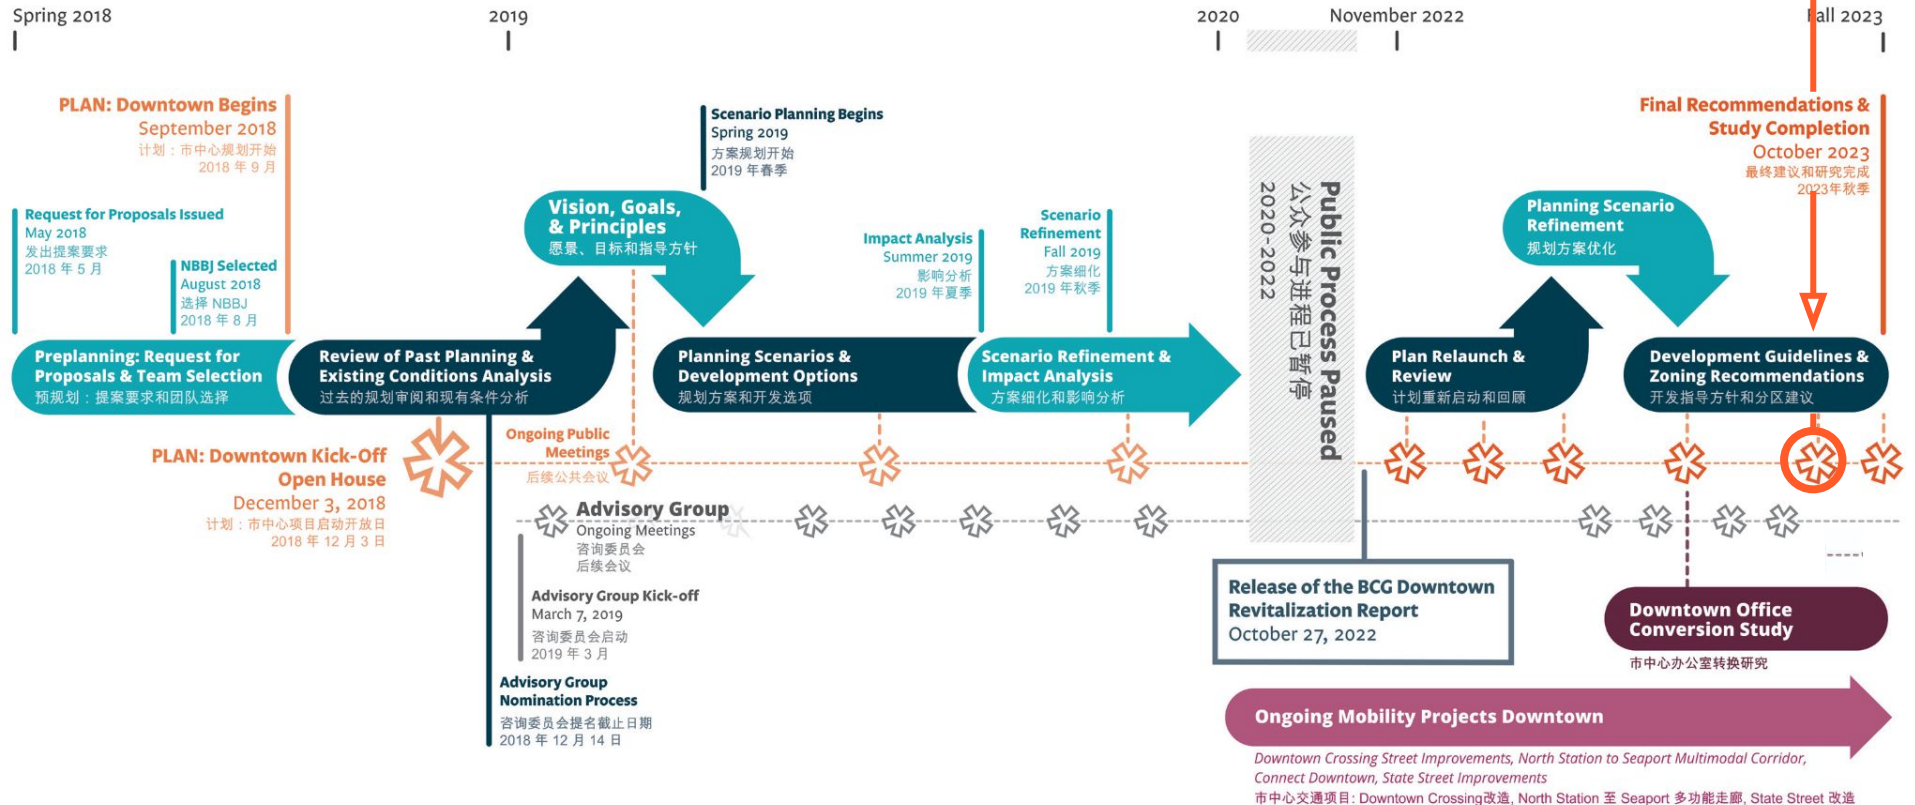 Spring 2018
2019
2020
November 2022
Fall 2023
PLAN: Downtown Begins
September 2018
计划：市中心规划开始
2018 年 9 月
Request for Proposals Issued
May 2018
发出提案要求
2018 年 5 月
NBBJ Selected
August 2018
选择 NBBJ
2018 年 8 月
Scenario Planning Begins
Spring 2019
方案规划开始
2019 年春季
Vision, Goals,
& Principles
愿景、目标和指导方针
Impact Analysis
Summer 2019
影响分析
2019 年夏季
Scenario
Refinement
Fall 2019
方案细化
2019 年秋季
Public Process Paused
公众参与进程已暂停
2020-2022
Planning Scenario
Refinement
规划方案优化
Final Recommendations &
Study Completion
October 2023
最终建议和研究完成
2023年秋季
Preplanning: Request for
Proposals & Team Selection
预规划：提案要求和团队选择
Review of Past Planning &
Existing Conditions Analysis
过去的规划审阅和现有条件分析
Planning Scenarios &
Development Options
规划方案和开发选项
Scenario Refinement &
Impact Analysis
方案细化和影响分析
Plan Relaunch &
Review
计划重新启动和回顾
Development Guidelines &
Zoning Recommendations
开发指导方针和分区建议
PLAN: Downtown Kick-Off
Open House
December 3, 2018
计划：市中心项目启动开放日
2018 年 12 月 3 日
Ongoing Public
Meetings
后续公共会议
Advisory Group
Ongoing Meetings
咨询委员会
后续会议
Advisory Group Kick-off
March 7, 2019
咨询委员会启动
2019 年 3 月
Advisory Group
Nomination Process
咨询委员会提名截止日期
2018 年 12 月 14 日
Release of the BCG Downtown
Revitalization Report
October 27, 2022
Downtown Office
Conversion Study
市中心办公室转换研究
Ongoing Mobility Projects Downtown
Downtown Crossing Street Improvements, North Station to Seaport Multimodal Corridor,
Connect Downtown, State Street Improvements
市中心交通项目: Downtown Crossing改造, North Station 至 Seaport 多功能走廊, State Street 改造